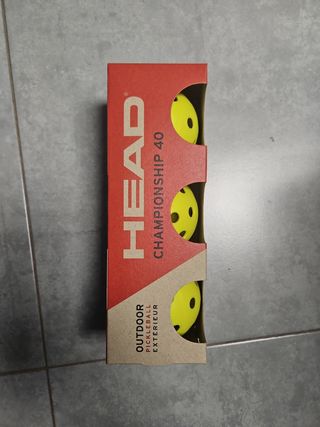 HEAD
CHAMPIONSHIP 40
OUTDOOR
PICKLEBALL
EXTÉRIEUR